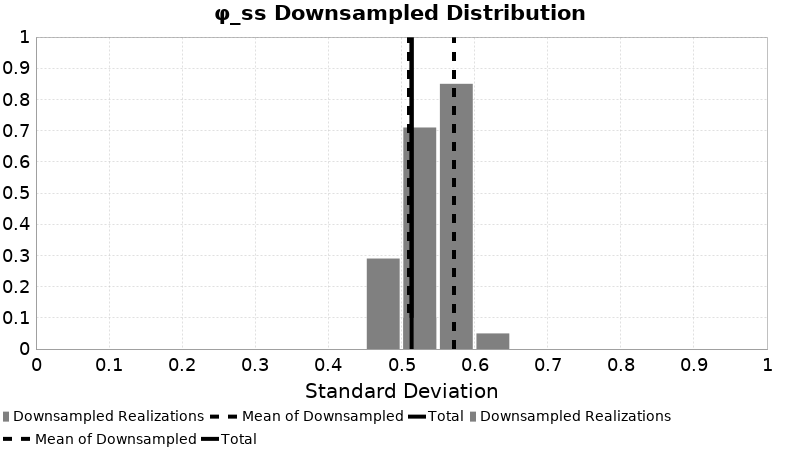 φ_ss Downsampled Distribution
1
0.9
0.8
0.7
0.6
0.5
0.4
0.3
0.2
0.1
0
0 0.1 0.2 0.3 0.4 0.5 0.6 0.7 0.8 0.9 1
Standard Deviation
Downsampled Realizations Mean of Downsampled Total Downsampled Realizations
Mean of Downsampled Total